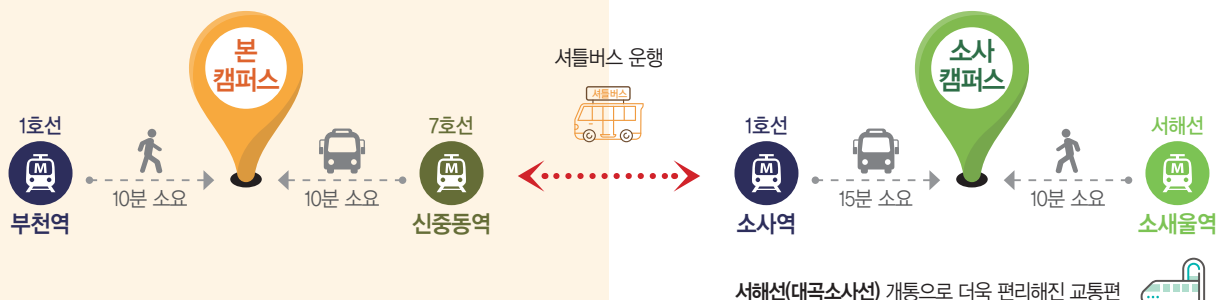 본
캠퍼스
1호선
M
부천역
10분 소요
10분 소요
7호선
M
신중동역
셔틀버스 운행
셔틀버스
소사
캠퍼스
1호선
M
소사역
15분 소요
10분 소요
서해선
M
소새울역
서해선(대곡소사선) 개통으로 더욱 편리해진 교통편